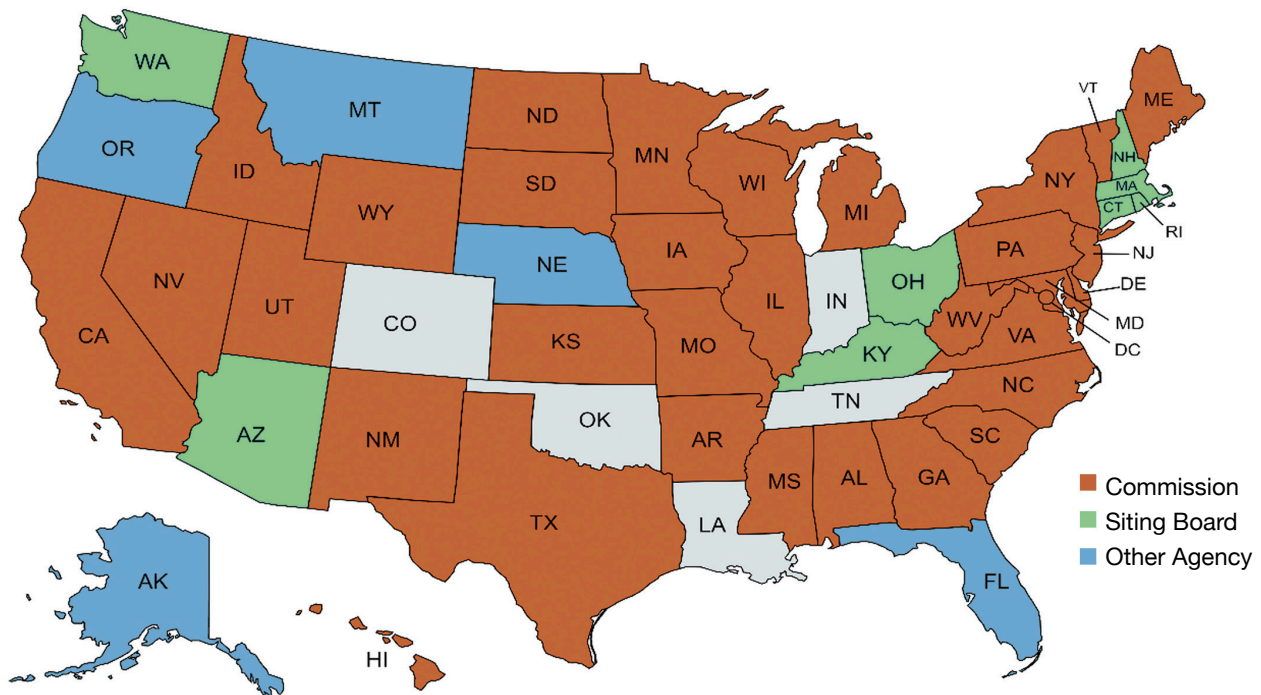 WA
MT
ND
MN
VT
ME
OR
ID
SD
WI
MI
NY
NH
MA
CT
RI
WY
IA
PA
NJ
NE
NV
UT
CO
IL
IN
OH
DE
CA
KS
MO
WV
VA
MD
DC
KY
AZ
NM
OK
AR
TN
NC
SC
MS
AL
GA
TX
LA
FL
AK
HI
Commission
Siting Board
Other Agency